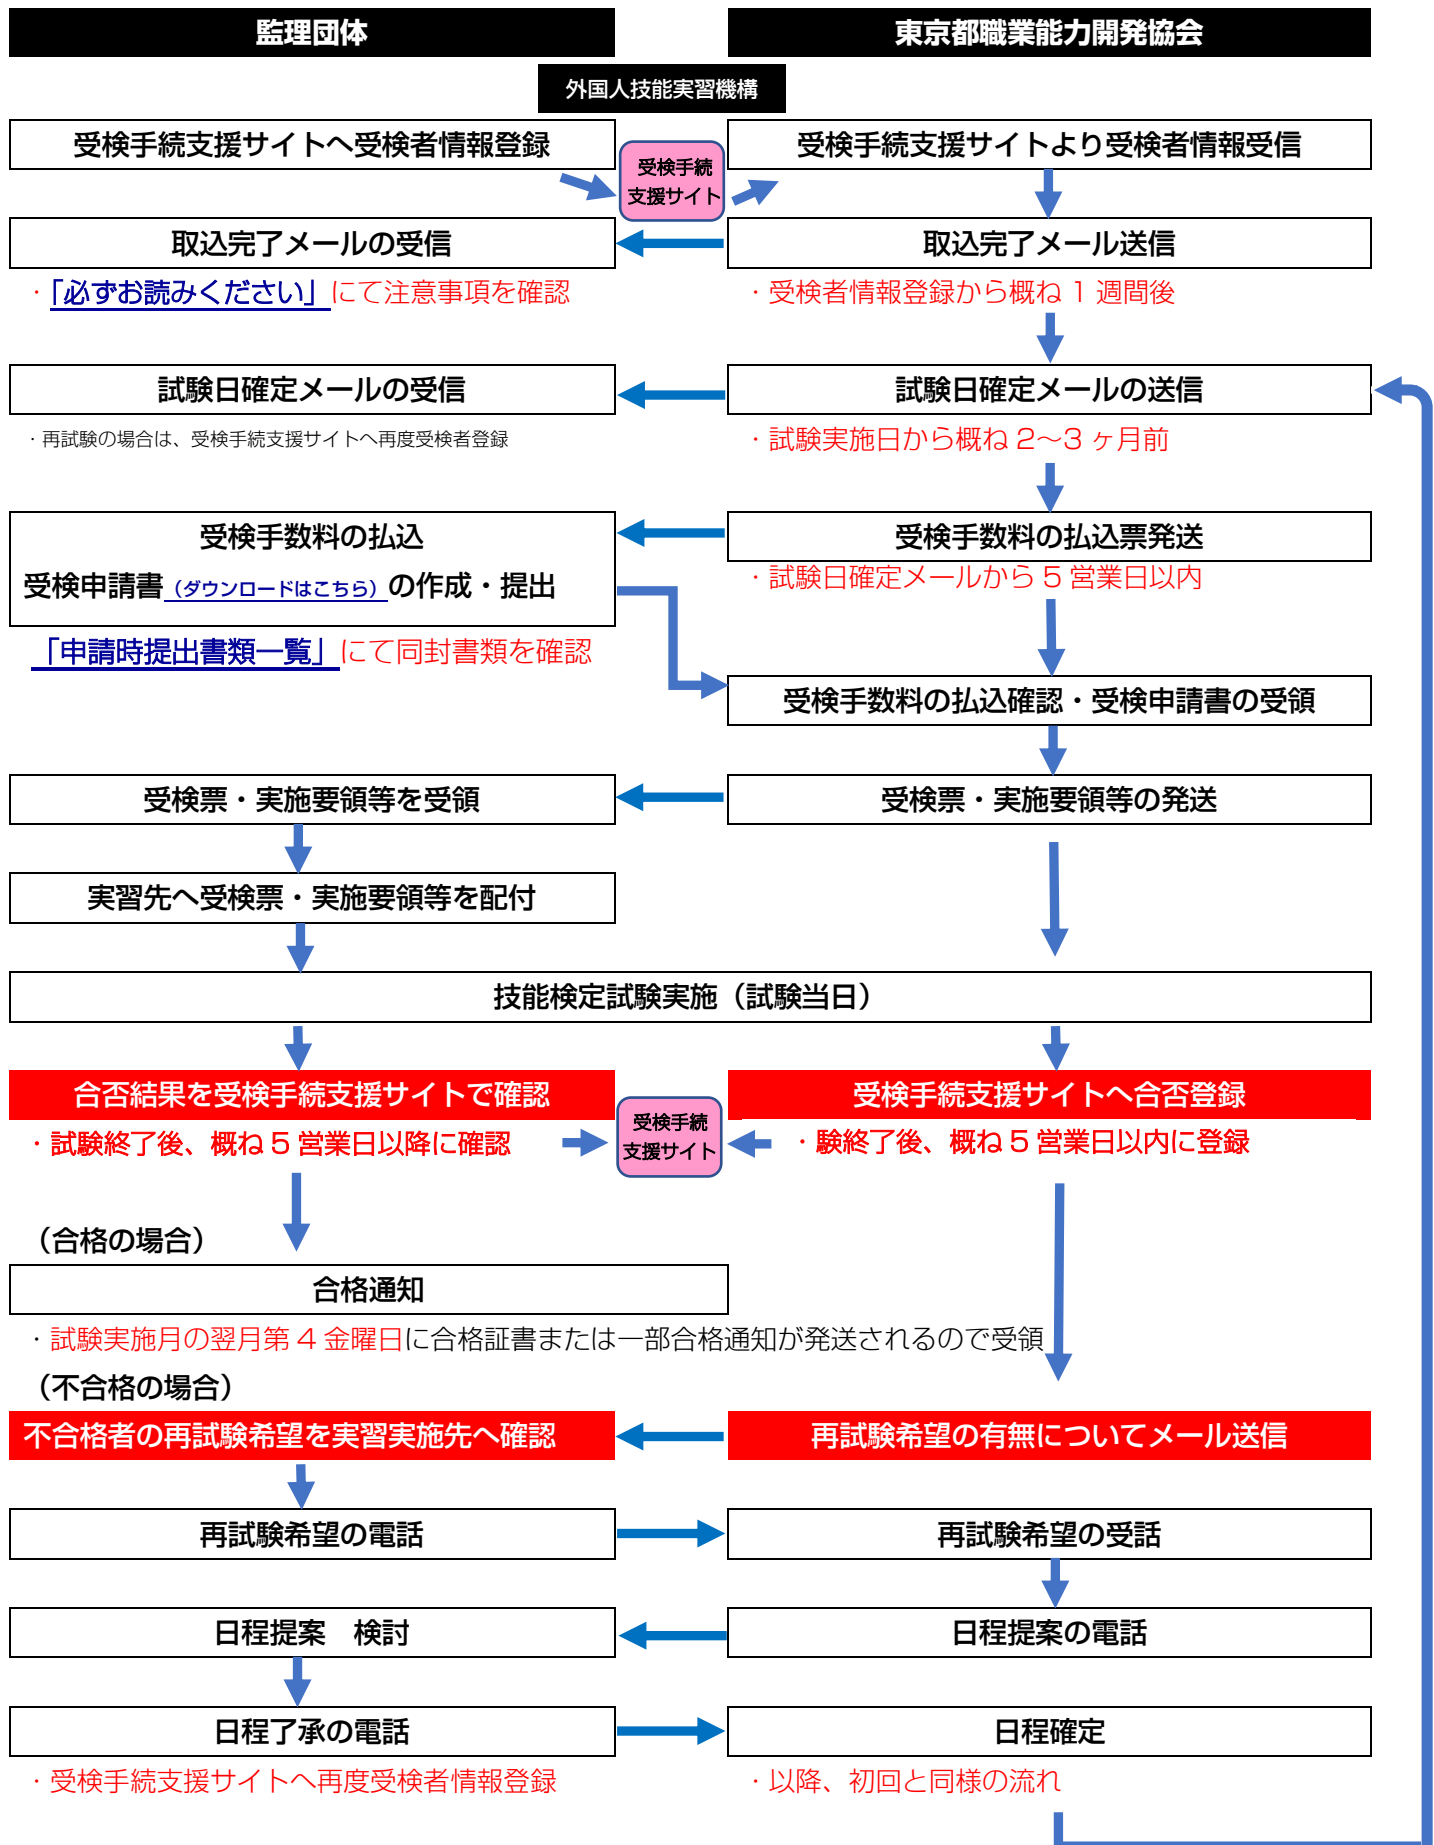 監理団体
東京都職業能力開発協会
外国人技能実習機構
受検手続支援サイトへ受検者情報登録
受検手続
支援サイト
受検手続支援サイトより受検者情報受信
取込完了メールの受信
取込完了メール送信
・「必ずお読みください」にて注意事項を確認
・受検者情報登録から概ね1週間後
試験日確定メールの受信
試験日確定メールの送信
・再試験の場合は、受検手続支援サイトへ再度受検者登録
・試験実施日から概ね2~3ヶ月前
受検手数料の払込
受検申請書(ダウンロードはこちら)の作成・提出
受検手数料の払込票発送
・試験日確定メールから5営業日以内
「申請時提出書類一覧」にて同封書類を確認
受検手数料の払込確認・受検申請書の受領
受検票・実施要領等を受領
受検票・実施要領等の発送
実習先へ受検票・実施要領等を配付
技能検定試験実施(試験当日)
合否結果を受検手続支援サイトで確認
受検手続支援サイトへ合否登録
・試験終了後、概ね5営業日以降に確認
受検手続
支援サイト
・験終了後、概ね5営業日以内に登録
(合格の場合)
合格通知
・試験実施月の翌月第4金曜日に合格証書または一部合格通知が発送されるので受領
(不合格の場合)
不合格者の再試験希望を実習実施先へ確認
再試験希望の有無についてメール送信
再試験希望の電話
再試験希望の受話
日程提案 検討
日程提案の電話
日程了承の電話
日程確定
・受検手続支援サイトへ再度受検者情報登録
・以降、初回と同様の流れ